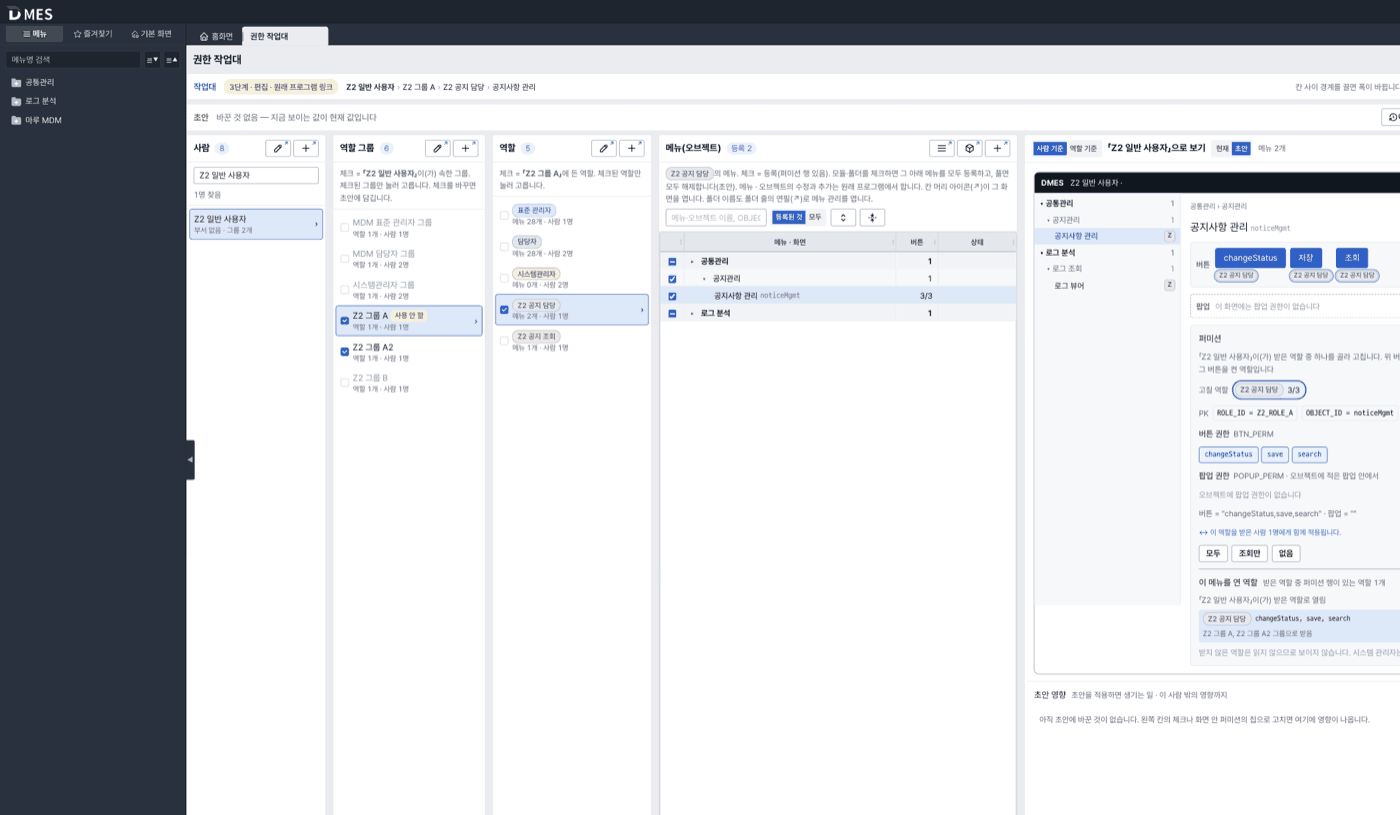 DMES
메뉴
즐겨찾기
기본 화면
홈화면
권한 작업대
메뉴명 검색
공통관리
로그 분석
마루 MDM
권한 작업대
작업대 3단계 · 편집 · 원래 프로그램 링크 Z2 일반 사용자 › Z2 그룹 A › Z2 공지 담당 › 공지사항 관리
칸 사이 경계를 끌면 폭이 바뀝니다
초안 바꾼 것 없음 — 지금 보이는 값이 현재 값입니다
사람 8
Z2 일반 사용자
1명 찾음
Z2 일반 사용자
부서 없음 · 그룹 2개
역할 그룹 6
체크 = 「Z2 일반 사용자」이(가) 속한 그룹.
체크된 그룹만 눌러 고릅니다. 체크를 바꾸면
초안에 담깁니다.
MDM 표준 관리자 그룹
역할 1개 · 사람 1명
MDM 담당자 그룹
역할 1개 · 사람 2명
시스템관리자 그룹
역할 1개 · 사람 2명
Z2 그룹 A 사용 안 함
역할 1개 · 사람 1명
Z2 그룹 A2
역할 1개 · 사람 1명
Z2 그룹 B
역할 1개 · 사람 1명
역할 5
체크 = 「Z2 그룹 A」에 든 역할. 체크된 역할만
눌러 고릅니다.
표준 관리자
메뉴 28개 · 사람 1명
담당자
메뉴 28개 · 사람 1명
시스템관리자
메뉴 0개 · 사람 2명
Z2 공지 담당
메뉴 2개 · 사람 1명
Z2 공지 조회
메뉴 1개 · 사람 1명
메뉴(오브젝트) 등록 2
Z2 공지 담당 의 메뉴. 체크 = 등록(퍼미션 행 있음). 모듈·폴더를 체크하면 그 아래 메뉴를 모두 등록하고, 풀면
모두 해제합니다(초안). 메뉴 · 오브젝트의 수정과 추가는 원래 프로그램에서 합니다. 칸 머리 아이콘(↗)이 그 화
면을 엽니다. 폴더 이름도 폴더 줄의 연필(↗)로 메뉴 관리를 엽니다.
메뉴·오브젝트 이름, OBJEC
등록된 것 모두
메뉴 · 화면 버튼 상태
공통관리 1
공지관리 1
공지사항 관리 noticeMgmt 3/3
로그 분석 1
사람 기준 역할 기준 「Z2 일반 사용자」으로 보기 현재 초안 메뉴 2개
DMES Z2 일반 사용자 ·
공통관리 1
공지관리 1
공지사항 관리 Z
로그 분석 1
로그 조회 1
로그 뷰어 Z
공통관리 › 공지관리
공지사항 관리 noticeMgmt
버튼 changeStatus 저장 조회
Z2 공지 담당 Z2 공지 담당 Z2 공지 담당
팝업 이 화면에는 팝업 권한이 없습니다
퍼미션
「Z2 일반 사용자」이(가) 받은 역할 중 하나를 골라 고칩니다. 위 버
그 버튼을 켠 역할입니다
고칠 역할 Z2 공지 담당 3/3
PK ROLE_ID = Z2_ROLE_A OBJECT_ID = noticeMgmt
버튼 권한 BTN_PERM
changeStatus save search
팝업 권한 POPUP_PERM · 오브젝트에 적은 팝업 안에서
오브젝트에 팝업 권한이 없습니다
버튼 = "changeStatus,save,search" · 팝업 = ""
↔ 이 역할을 받은 사람 1명에게 함께 적용됩니다.
모두 조회만 없음
이 메뉴를 연 역할 받은 역할 중 퍼미션 행이 있는 역할 1개
「Z2 일반 사용자」이(가) 받은 역할로 열림
Z2 공지 담당 changeStatus, save, search
Z2 그룹 A, Z2 그룹 A2 그룹으로 받음
받지 않은 역할은 읽지 않으므로 보이지 않습니다. 시스템 관리자는
초안 영향 초안을 적용하면 생기는 일 · 이 사람 밖의 영향까지
아직 초안에 바꾼 것이 없습니다. 왼쪽 칸의 체크나 화면 안 퍼미션의 칩으로 고치면 여기에 영향이 나옵니다.